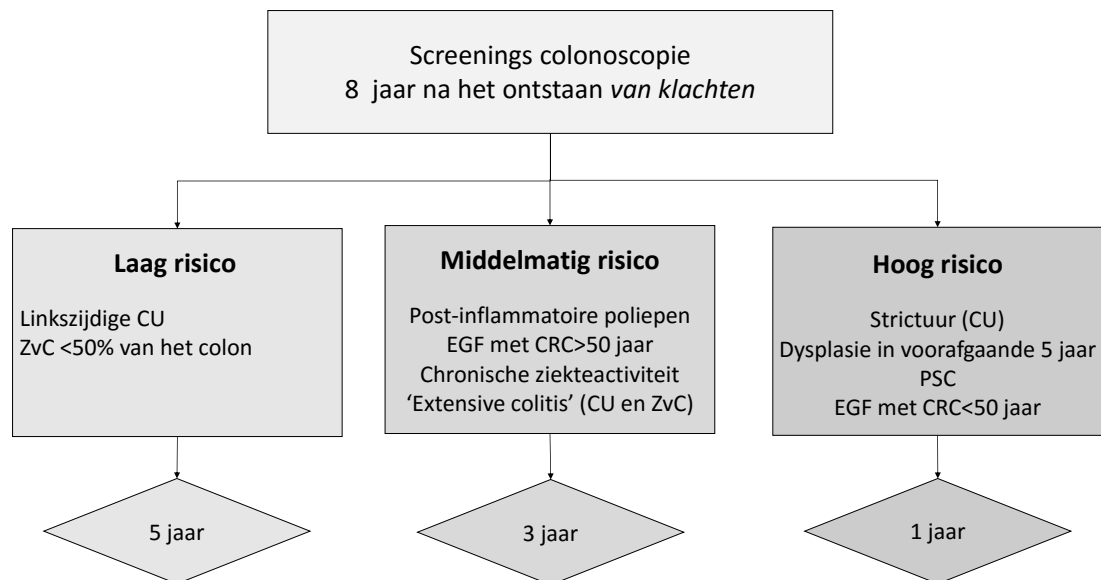 Screenings colonoscopie
8 jaar na het ontstaan van klachten
Laag risico
Linkszijdige CU
ZvC <50% van het colon
5 jaar
Middelmatig risico
Post-inflammatoire poliepen
EGF met CRC>50 jaar
Chronische ziekteactiviteit
‘Extensive colitis’ (CU en ZvC)
3 jaar
Hoog risico
Strictuur (CU)
Dysplasie in voorafgaande 5 jaar
PSC
EGF met CRC<50 jaar
1 jaar